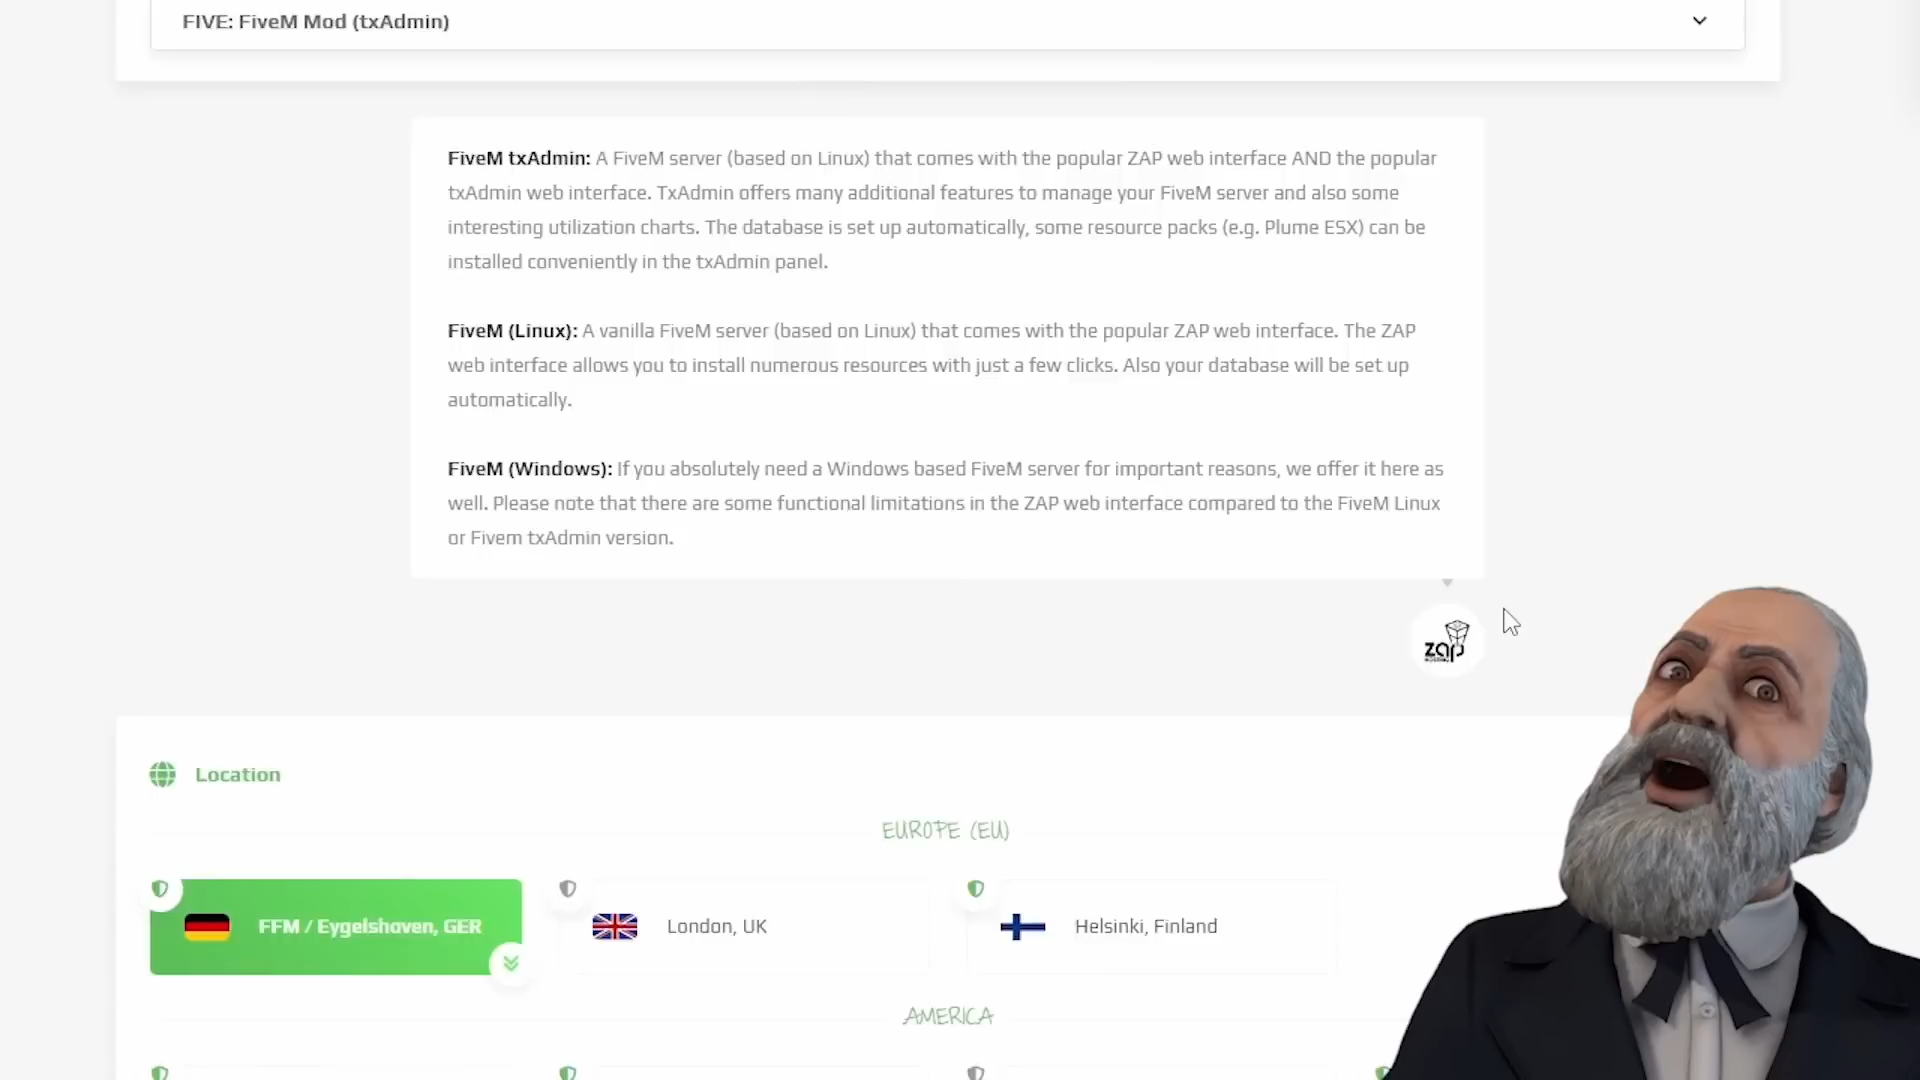 FIVE: FiveM Mod (txAdmin)
FiveM txAdmin: A FiveM server (based on Linux) that comes with the popular ZAP web interface AND the popular
txAdmin web interface. TxAdmin offers many additional features to manage your FiveM server and also some
interesting utilization charts. The database is set up automatically, some resource packs (e.g. Plume ESX) can be
installed conveniently in the txAdmin panel.
FiveM (Linux): A vanilla FiveM server (based on Linux) that comes with the popular ZAP web interface. The ZAP
web interface allows you to install numerous resources with just a few clicks. Also your database will be set up
automatically.
FiveM (Windows): If you absolutely need a Windows based FiveM server for important reasons, we offer it here as
well. Please note that there are some functional limitations in the ZAP web interface compared to the FiveM Linux
or Fivem txAdmin version.
zap
HOSTING
Location
EUROPE (EU)
FFM / Eygelshoven, GER
London, UK
Helsinki, Finland
AMERICA